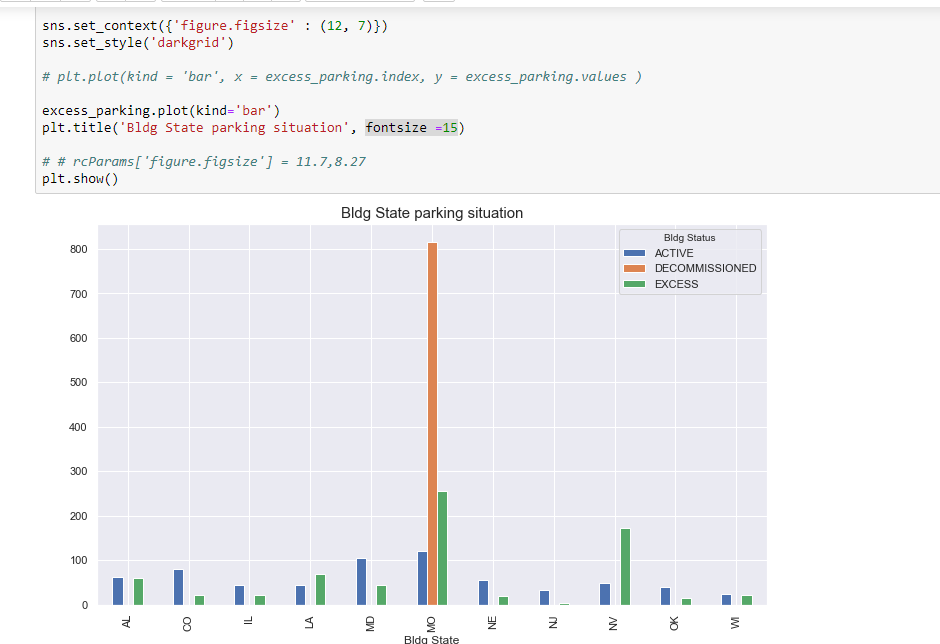 sns.set_context({'figure.figsize' : (12, 7)})
sns.set_style('darkgrid')
# plt.plot(kind = 'bar', x = excess_parking.index, y = excess_parking.values )
excess_parking.plot(kind='bar')
plt.title('Bldg State parking situation', fontsize =15)
# # rcParams['figure.figsize'] = 11.7,8.27
plt.show()
Bldg State parking situation
Bldg Status
ACTIVE
DECOMMISSIONED
EXCESS
800
700
600
500
400
300
200
100
0
AL CO IL LA MD MO NE NJ NV OK WI
Bldg State